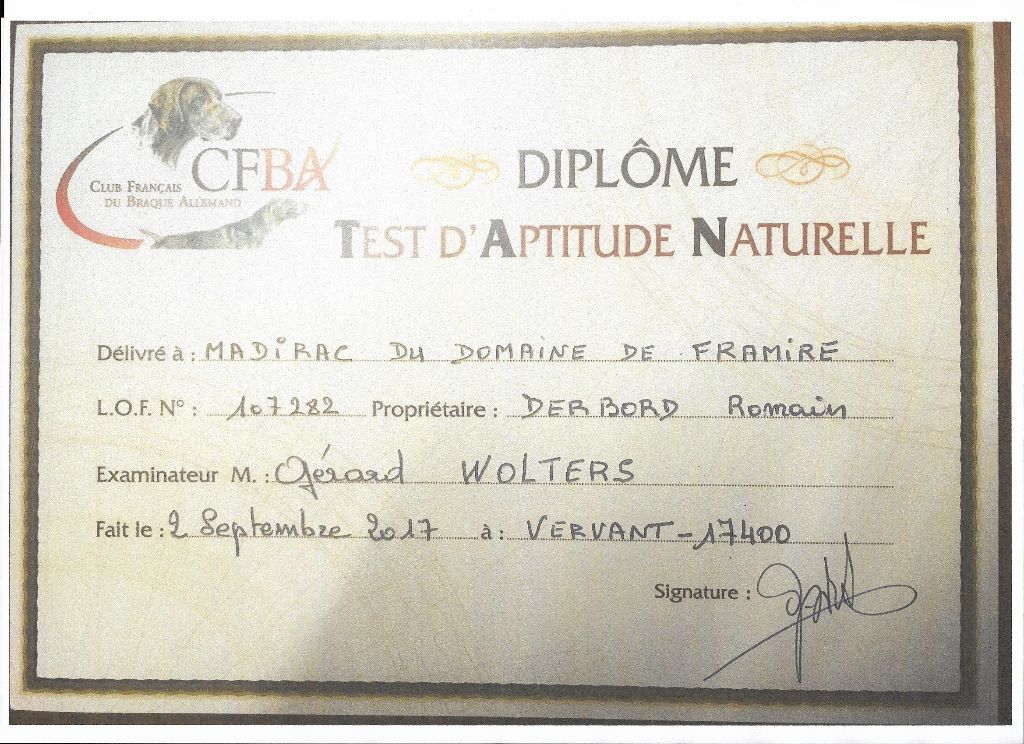 CFBA
CLUB FRANÇAIS
DU BRAQUE ALLEMAND
DIPLÔME
TEST D'APTITUDE NATURELLE
Délivré à : MADIRAC DU DOMAINE DE FRAMIRE
L.O.F. N° : 107282 Propriétaire : DERBORD Romain
Examinateur M. : Gérard WOLTERS
Fait le : 2 Septembre 2017 à : VERVANT - 17400
Signature :